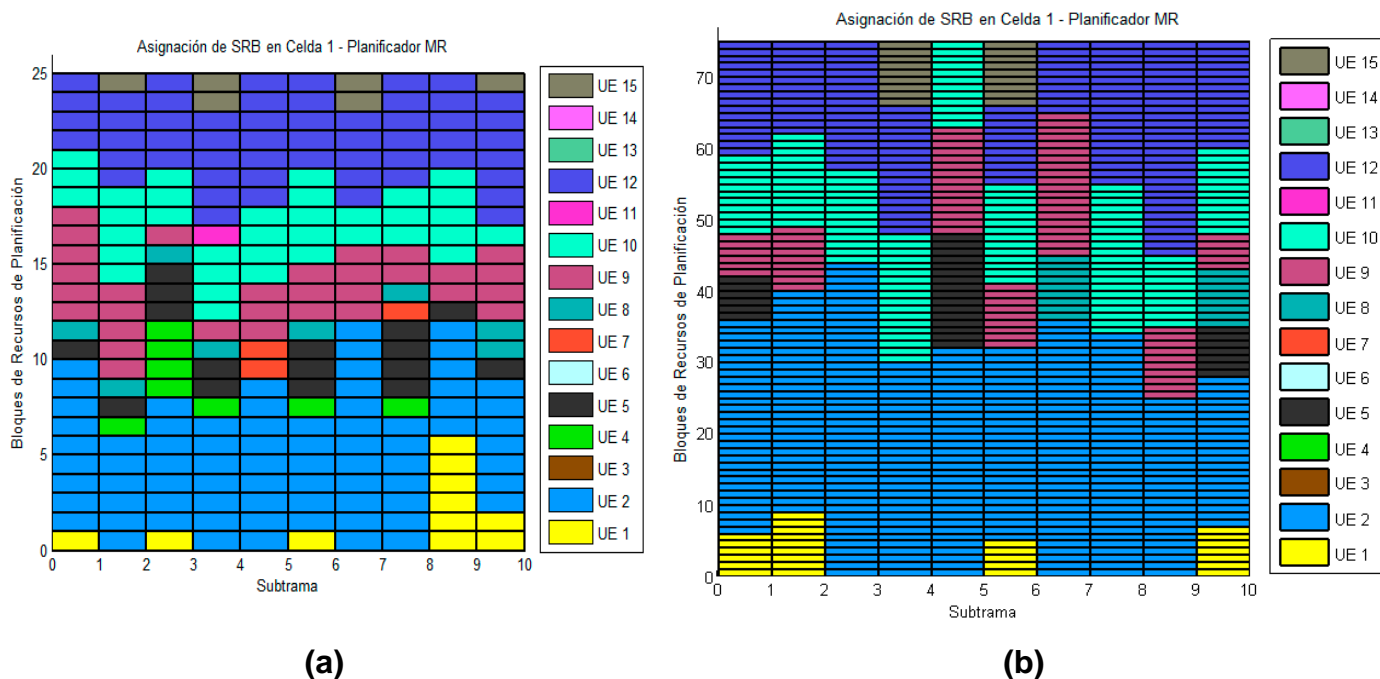 Asignación de SRB en Celda 1 - Planificador MR
Bloques de Recursos de Planificación
25
20
15
10
5
0
0 1 2 3 4 5 6 7 8 9 10
Subtrama
UE 15
UE 14
UE 13
UE 12
UE 11
UE 10
UE 9
UE 8
UE 7
UE 6
UE 5
UE 4
UE 3
UE 2
UE 1
(a)
Asignación de SRB en Celda 1 - Planificador MR
Bloques de Recursos de Planificación
70
60
50
40
30
20
10
0
0 1 2 3 4 5 6 7 8 9 10
Subtrama
UE 15
UE 14
UE 13
UE 12
UE 11
UE 10
UE 9
UE 8
UE 7
UE 6
UE 5
UE 4
UE 3
UE 2
UE 1
(b)